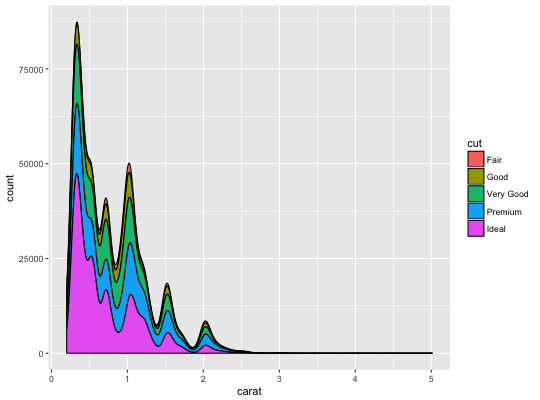 75000
50000
25000
0
count
0
1
2
3
4
5
carat
cut
Fair
Good
Very Good
Premium
Ideal